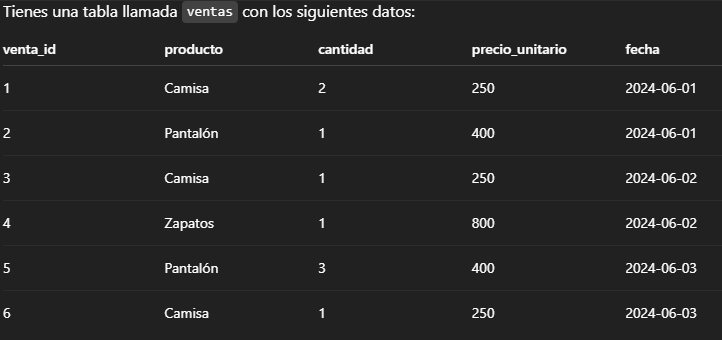 Tienes una tabla llamada ventas con los siguientes datos:
venta_id producto cantidad precio_unitario fecha
1 Camisa 2 250 2024-06-01
2 Pantalón 1 400 2024-06-01
3 Camisa 1 250 2024-06-02
4 Zapatos 1 800 2024-06-02
5 Pantalón 3 400 2024-06-03
6 Camisa 1 250 2024-06-03